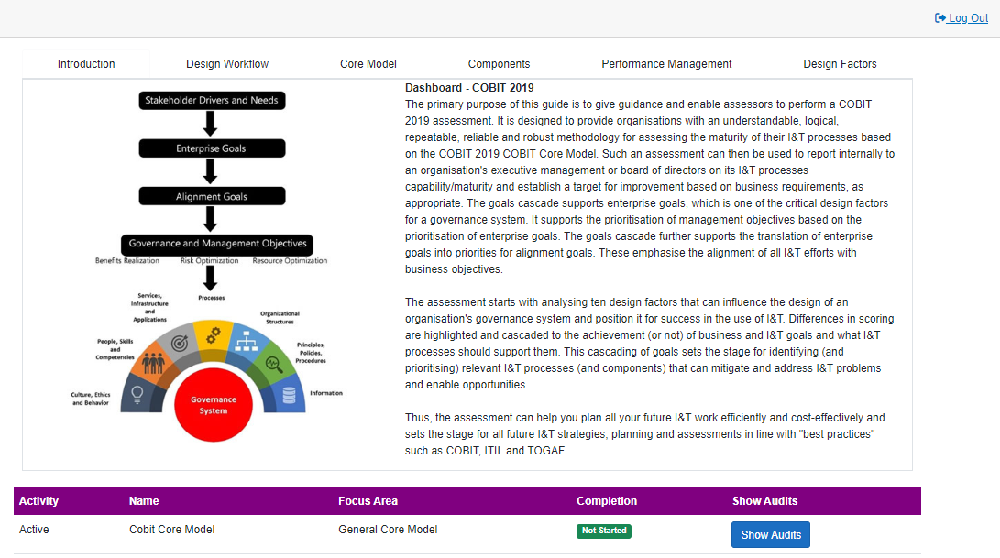 Log Out
Introduction
Design Workflow
Core Model
Components
Performance Management
Design Factors
Stakeholder Drivers and Needs
Enterprise Goals
Alignment Goals
Governance and Management Objectives
Benefits Realization
Risk Optimization
Resource Optimization
Processes
Services,
Infrastructure
and
Applications
Organizational
Structures
People, Skills
and
Competencies
Principles,
Policies,
Procedures
Culture, Ethics
and Behavior
Information
Governance
System
Dashboard - COBIT 2019
The primary purpose of this guide is to give guidance and enable assessors to perform a COBIT
2019 assessment. It is designed to provide organisations with an understandable, logical,
repeatable, reliable and robust methodology for assessing the maturity of their I&T processes based
on the COBIT 2019 COBIT Core Model. Such an assessment can then be used to report internally to
an organisation's executive management or board of directors on its I&T processes
capability/maturity and establish a target for improvement based on business requirements, as
appropriate. The goals cascade supports enterprise goals, which is one of the critical design factors
for a governance system. It supports the prioritisation of management objectives based on the
prioritisation of enterprise goals. The goals cascade further supports the translation of enterprise
goals into priorities for alignment goals. These emphasise the alignment of all I&T efforts with
business objectives.
The assessment starts with analysing ten design factors that can influence the design of an
organisation's governance system and position it for success in the use of I&T. Differences in scoring
are highlighted and cascaded to the achievement (or not) of business and I&T goals and what I&T
processes should support them. This cascading of goals sets the stage for identifying (and
prioritising) relevant I&T processes (and components) that can mitigate and address I&T problems
and enable opportunities.
Thus, the assessment can help you plan all your future I&T work efficiently and cost-effectively and
sets the stage for all future I&T strategies, planning and assessments in line with "best practices"
such as COBIT, ITIL and TOGAF.
Activity Name Focus Area Completion Show Audits
Active Cobit Core Model General Core Model Not Started Show Audits